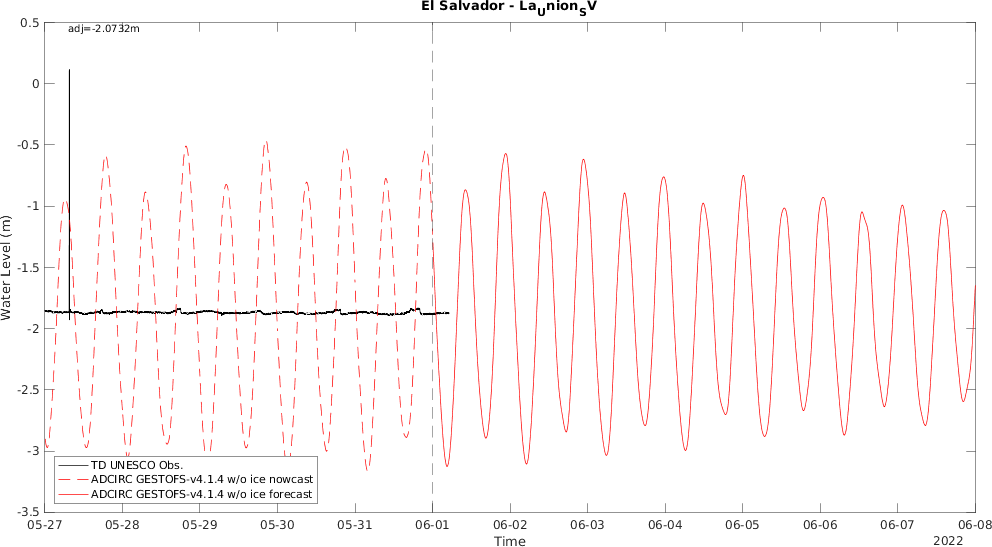 El Salvador - LaUnionSV
adj=-2.0732m
0.5
0
-0.5
-1
-1.5
-2
-2.5
-3
-3.5
Water Level (m)
TD UNESCO Obs.
ADCIRC GESTOFS-v4.1.4 w/o ice nowcast
ADCIRC GESTOFS-v4.1.4 w/o ice forecast
05-27 05-28 05-29 05-30 05-31 06-01 06-02 06-03 06-04 06-05 06-06 06-07 06-08
Time
2022